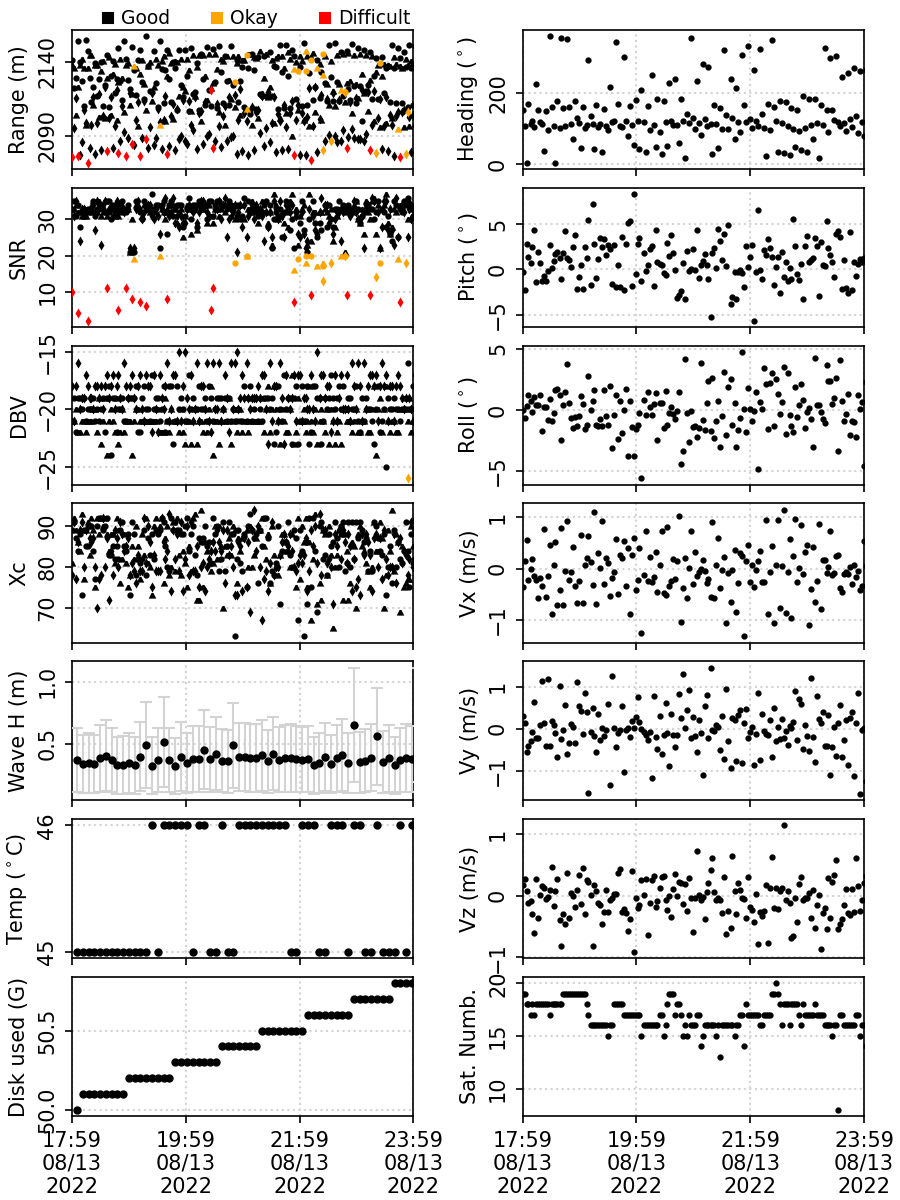 Good Okay Difficult
Range (m)
2140
2090
Heading (°)
200
0
SNR
30
20
10
Pitch (°)
5
0
−5
DBV
−15
−20
−25
Roll (°)
5
0
−5
Xc
90
80
70
Vx (m/s)
1
0
−1
Wave H (m)
1.0
0.5
Vy (m/s)
1
0
−1
Temp (°C)
46
45
Vz (m/s)
1
0
−1
Disk used (G)
50.5
50.0
Sat. Numb.
20
15
10
17:59 19:59 21:59 23:59
08/13 08/13 08/13 08/13
2022 2022 2022 2022
17:59 19:59 21:59 23:59
08/13 08/13 08/13 08/13
2022 2022 2022 2022